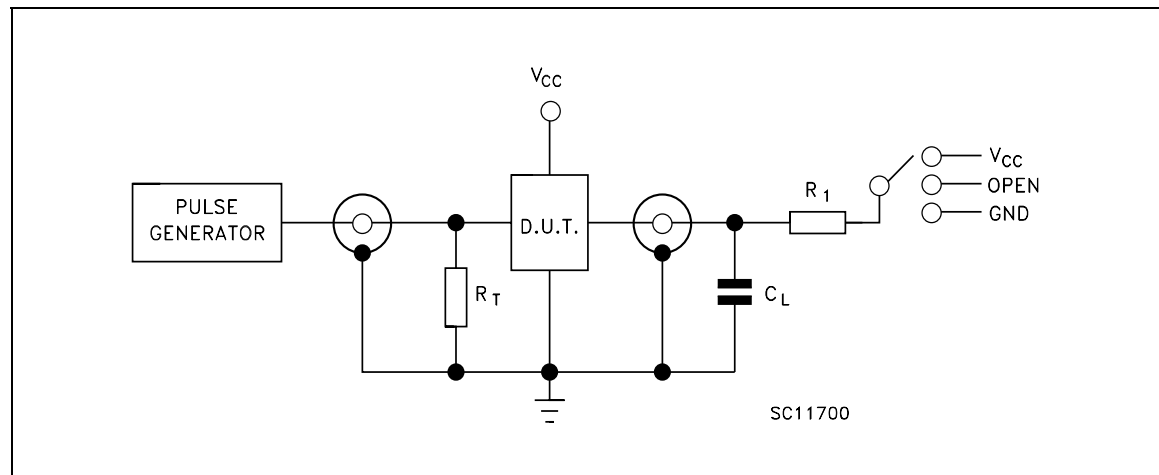 VCC
PULSE
GENERATOR
RT
D.U.T.
CL
R1
VCC
OPEN
GND
SC11700